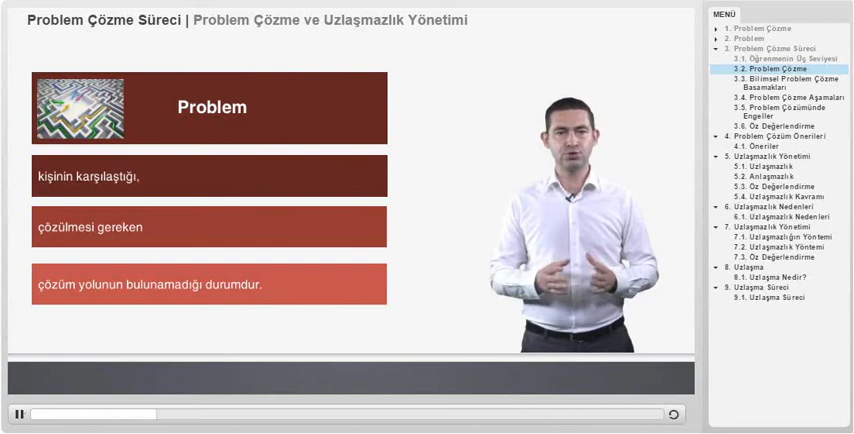 Problem Çözme Süreci | Problem Çözme ve Uzlaşmazlık Yönetimi
Problem
kişinin karşılaştığı,
çözülmesi gereken
çözüm yolunun bulunamadığı durumdur.
MENÜ
1. Problem Çözme
2. Problem
3. Problem Çözme Süreci
3.1. Öğrenmenin Üç Seviyesi
3.2. Problem Çözme
3.3. Bilimsel Problem Çözme
Basamakları
3.4. Problem Çözme Aşamaları
3.5. Problem Çözümünde
Engeller
3.6. Öz Değerlendirme
4. Problem Çözüm Önerileri
4.1. Öneriler
5. Uzlaşmazlık Yönetimi
5.1. Uzlaşmazlık
5.2. Anlaşmazlık
5.3. Öz Değerlendirme
5.4. Uzlaşmazlık Kavramı
6. Uzlaşmazlık Nedenleri
6.1. Uzlaşmazlık Nedenleri
7. Uzlaşmazlık Yönetimi
7.1. Uzlaşmazlığın Yöntemi
7.2. Uzlaşmazlık Yöntemi
7.3. Öz Değerlendirme
8. Uzlaşma
8.1. Uzlaşma Nedir?
9. Uzlaşma Süreci
9.1. Uzlaşma Süreci